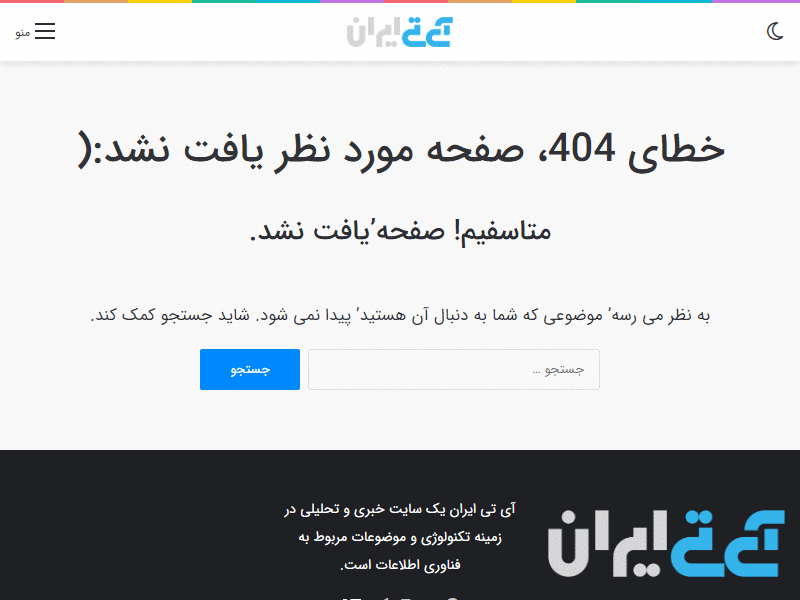 آی‌تی‌ایران
منو
خطای 404، صفحه مورد نظر یافت نشد:(
متاسفیم! صفحه٬یافت نشد.
به نظر می رسه٬ موضوعی که شما به دنبال آن هستید٬ پیدا نمی شود. شاید جستجو کمک کند.
جستجو …
جستجو
آی‌تی‌ایران
آی تی ایران یک سایت خبری و تحلیلی در
زمینه تکنولوژی و موضوعات مربوط به
فناوری اطلاعات است.